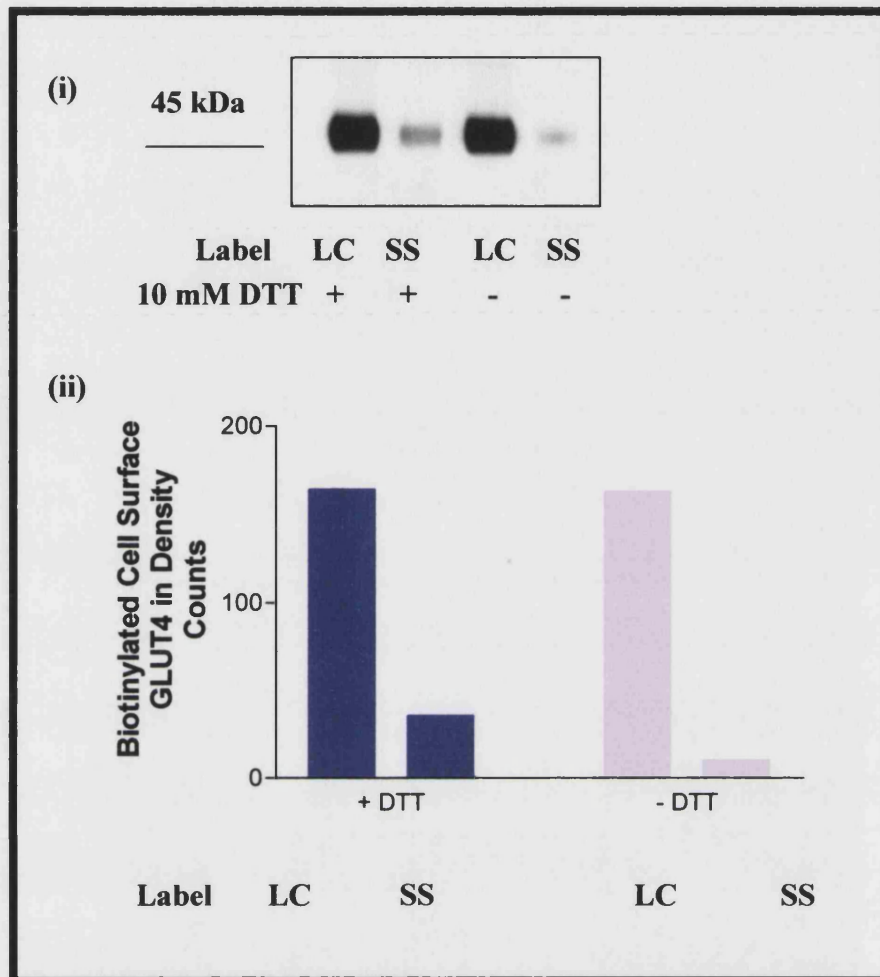 (i)
45 kDa
Label LC SS LC SS
10 mM DTT + + - -
(ii)
Biotinylated Cell Surface
GLUT4 in Density
Counts
200
100
0
+ DTT - DTT
Label LC SS LC SS